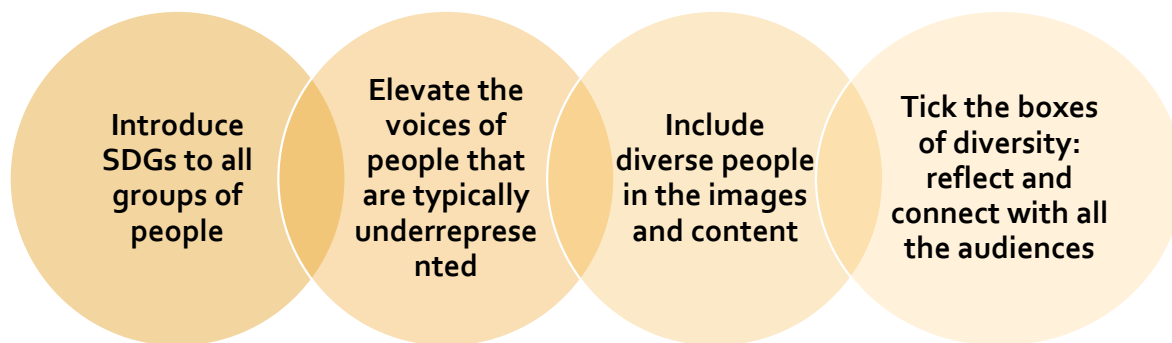 Introduce
SDGs to all
groups of
people
Elevate the
voices of
people that
are typically
underreprese
nted
Include
diverse people
in the images
and content
Tick the boxes
of diversity:
reflect and
connect with all
the audiences